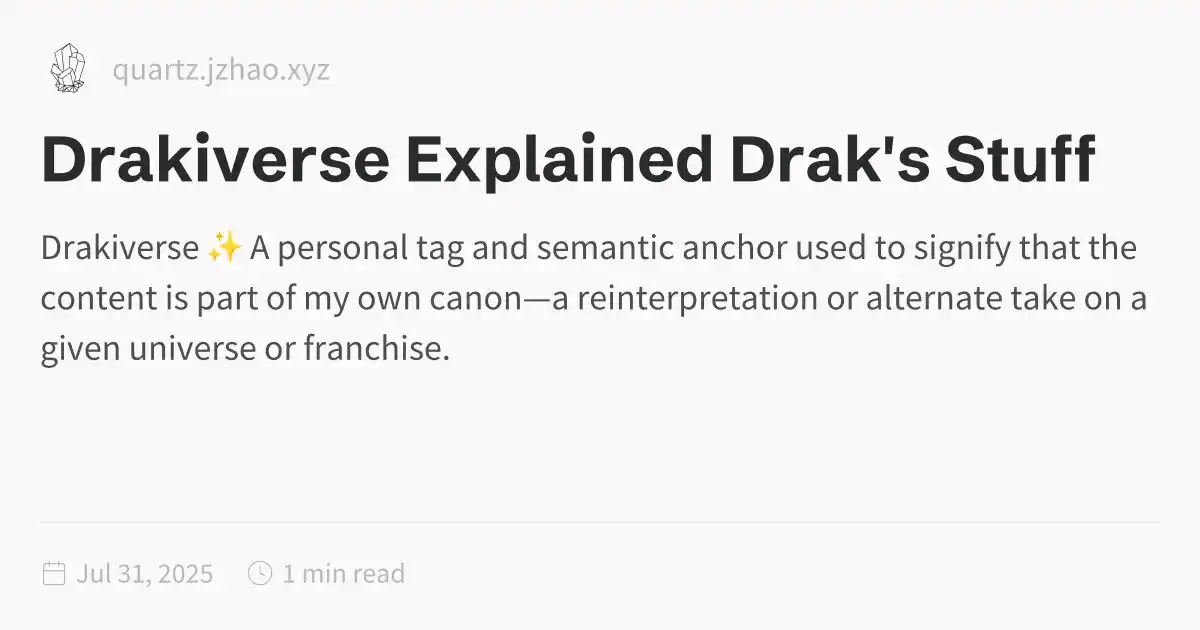 quartz.jzhao.xyz
Drakiverse Explained Drak's Stuff
Drakiverse ✨ A personal tag and semantic anchor used to signify that the
content is part of my own canon—a reinterpretation or alternate take on a
given universe or franchise.
Jul 31, 2025 1 min read